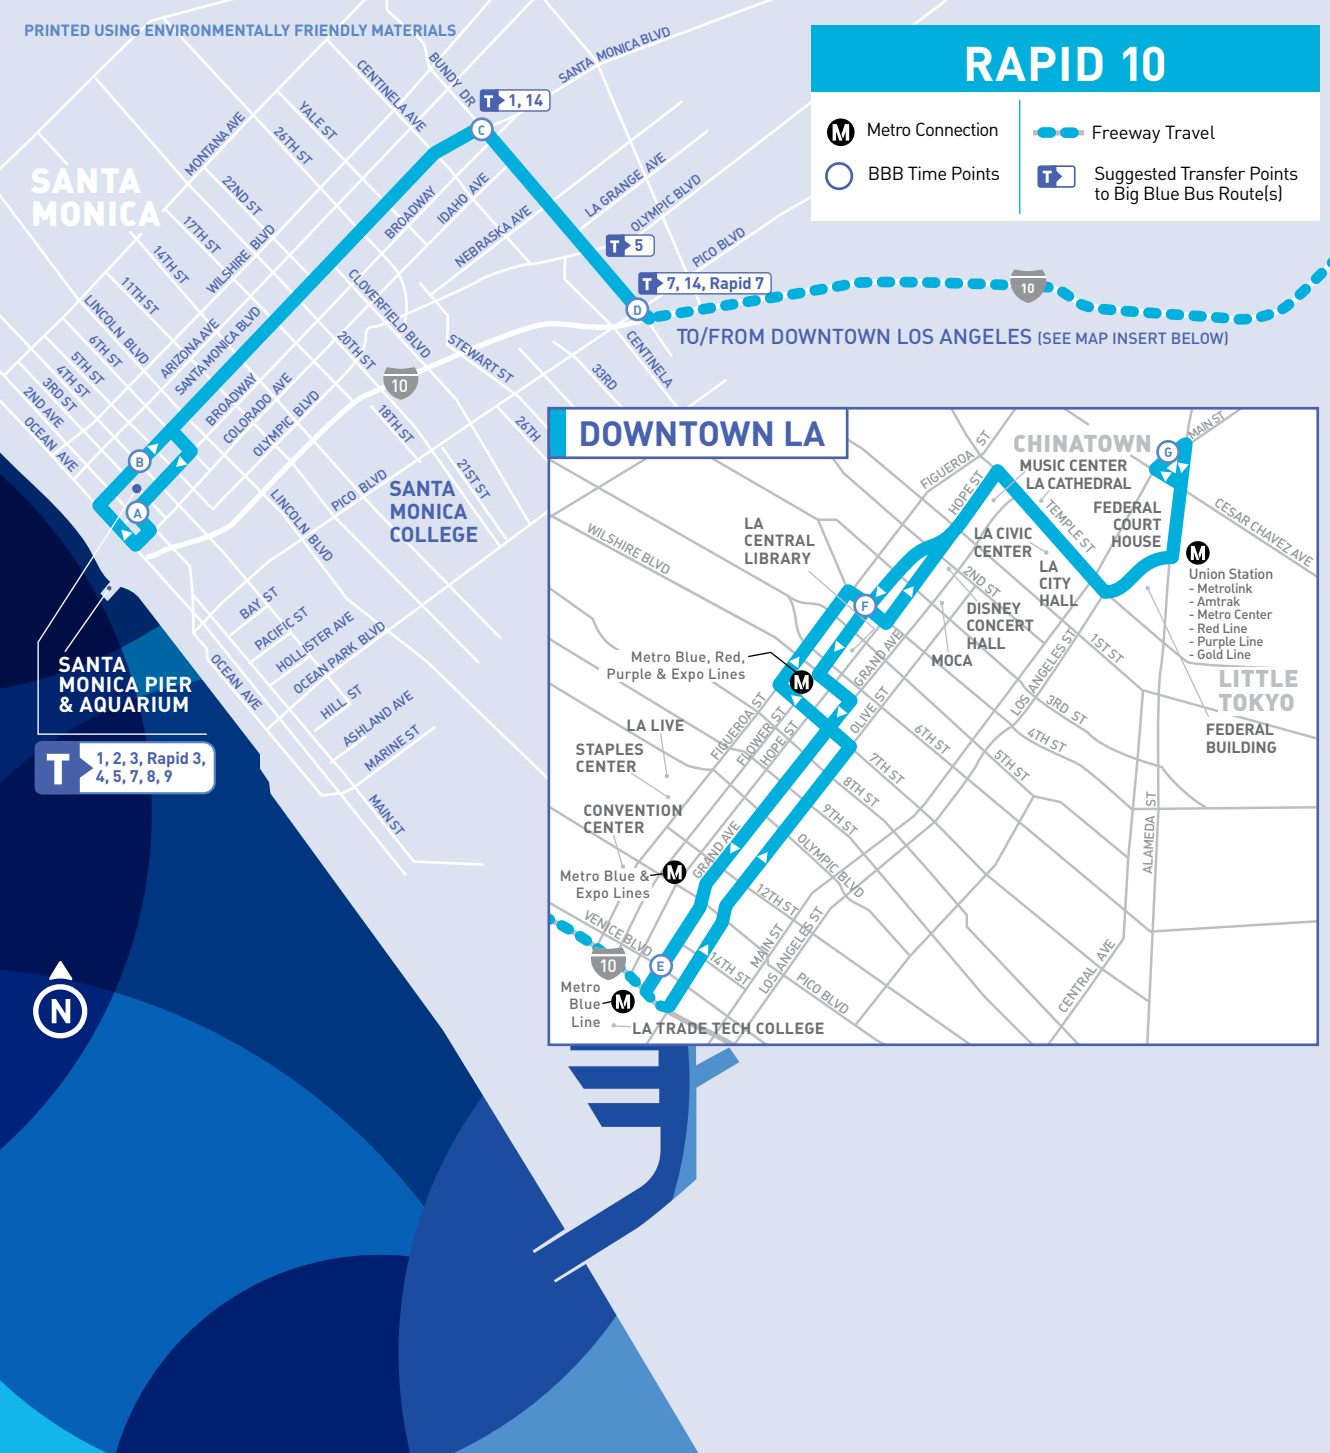 PRINTED USING ENVIRONMENTALLY FRIENDLY MATERIALS
RAPID 10
M
Metro Connection
BBB Time Points
Freeway Travel
T
Suggested Transfer Points
to Big Blue Bus Route(s)
SANTA MONICA BLVD
BUNDY DR
CENTINELA AVE
T 1, 14
C
YALE ST
26TH ST
MONTANA AVE
SANTA
MONICA
22ND ST
17TH ST
14TH ST
WILSHIRE BLVD
11TH ST
LINCOLN BLVD
6TH ST
5TH ST
4TH ST
3RD ST
2ND AVE
OCEAN AVE
ARIZONA AVE
SANTA MONICA BLVD
BROADWAY
COLORADO AVE
OLYMPIC BLVD
BROADWAY
IDAHO AVE
NEBRASKA AVE
LA GRANGE AVE
OLYMPIC BLVD
PICO BLVD
T 5
T 7, 14, Rapid 7
D
10
TO/FROM DOWNTOWN LOS ANGELES (SEE MAP INSERT BELOW)
CLOVERFIELD BLVD
20TH ST
STEWART ST
CENTINELA
33RD
26TH
10
18TH ST
21ST ST
PICO BLVD
LINCOLN BLVD
SANTA
MONICA
COLLEGE
B
A
BAY ST
PACIFIC ST
HOLLISTER AVE
OCEAN PARK BLVD
OCEAN AVE
HILL ST
ASHLAND AVE
MARINE ST
MAIN ST
SANTA
MONICA PIER
& AQUARIUM
T
1, 2, 3, Rapid 3,
4, 5, 7, 8, 9
N
DOWNTOWN LA
FIGUEROA ST
HOPE ST
CHINATOWN
G
MAIN ST
MUSIC CENTER
LA CATHEDRAL
TEMPLE ST
FEDERAL
COURT
HOUSE
CESAR CHAVEZ AVE
WILSHIRE BLVD
LA
CENTRAL
LIBRARY
LA CIVIC
CENTER
LA
CITY
HALL
M
Union Station
- Metrolink
- Amtrak
- Metro Center
- Red Line
- Purple Line
- Gold Line
2ND ST
F
DISNEY
CONCERT
HALL
MOCA
1ST ST
LITTLE
TOKYO
FEDERAL
BUILDING
Metro Blue, Red,
Purple & Expo Lines
M
GRAND AVE
OLIVE ST
LOS ANGELES ST
3RD ST
4TH ST
5TH ST
6TH ST
7TH ST
8TH ST
9TH ST
FIGUEROA ST
FLOWER ST
HOPE ST
LA LIVE
STAPLES
CENTER
CONVENTION
CENTER
GRAND AVE
OLYMPIC BLVD
ALAMEDA ST
Metro Blue &
Expo Lines
M
12TH ST
VENICE BLVD
14TH ST
MAIN ST
LOS ANGELES ST
PICO BLVD
CENTRAL AVE
E
10
Metro
Blue
Line
M
LA TRADE TECH COLLEGE